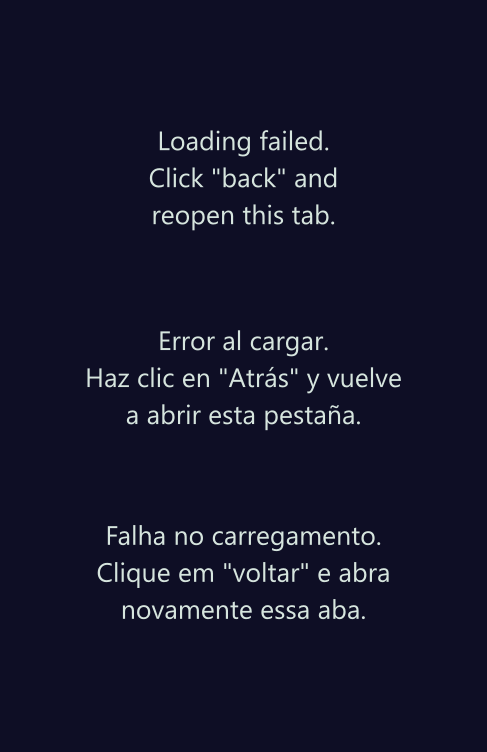 Loading failed.
Click "back" and
reopen this tab.
Error al cargar.
Haz clic en "Atrás" y vuelve
a abrir esta pestaña.
Falha no carregamento.
Clique em "voltar" e abra
novamente essa aba.